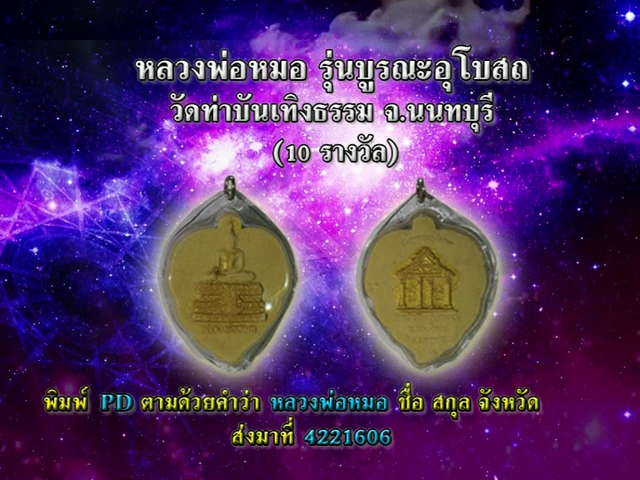 หลวงพ่อหมอ รุ่นบูรณะอุโบสถ
วัดท่าบันเทิงธรรม จ.นนทบุรี
(10 รางวัล)
พิมพ์ PD ตามด้วยคำว่า หลวงพ่อหมอ ชื่อ สกุล จังหวัด
ส่งมาที่ 4221606